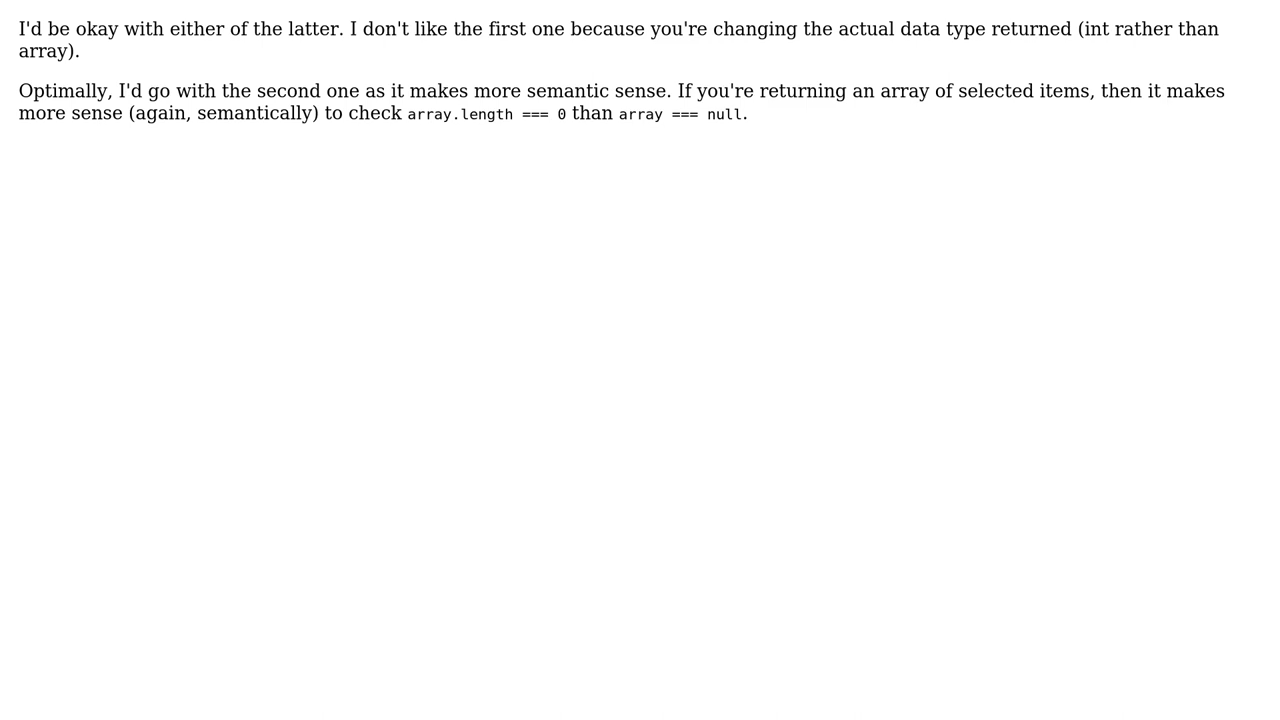 I'd be okay with either of the latter. I don't like the first one because you're changing the actual data type returned (int rather than
array).
Optimally, I'd go with the second one as it makes more semantic sense. If you're returning an array of selected items, then it makes
more sense (again, semantically) to check array.length === 0 than array === null.